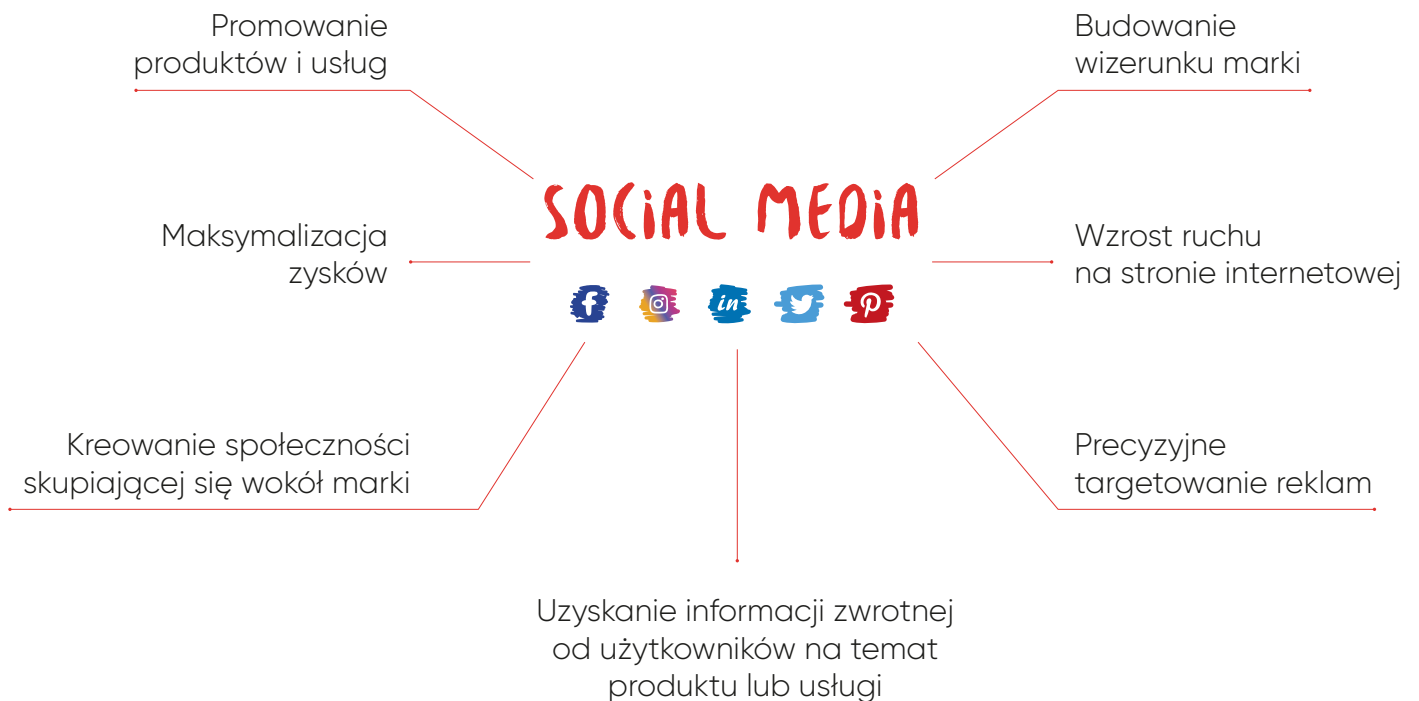 Promowanie
produktów i usług
Budowanie
wizerunku marki
SOCiAL MEDiA
Maksymalizacja
zysków
Wzrost ruchu
na stronie internetowej
f
in
Kreowanie społeczności
skupiającej się wokół marki
Precyzyjne
targetowanie reklam
Uzyskanie informacji zwrotnej
od użytkowników na temat
produktu lub usługi